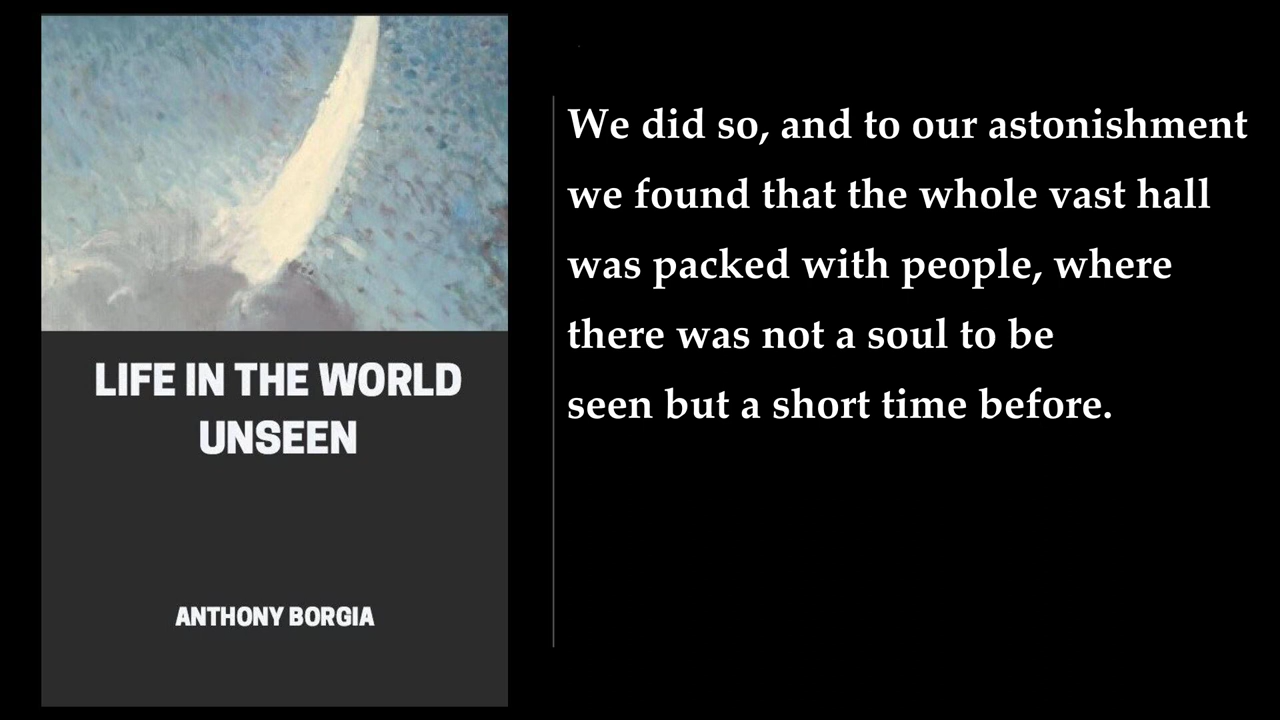 LIFE IN THE WORLD
UNSEEN
ANTHONY BORGIA
We did so, and to our astonishment
we found that the whole vast hall
was packed with people, where
there was not a soul to be
seen but a short time before.